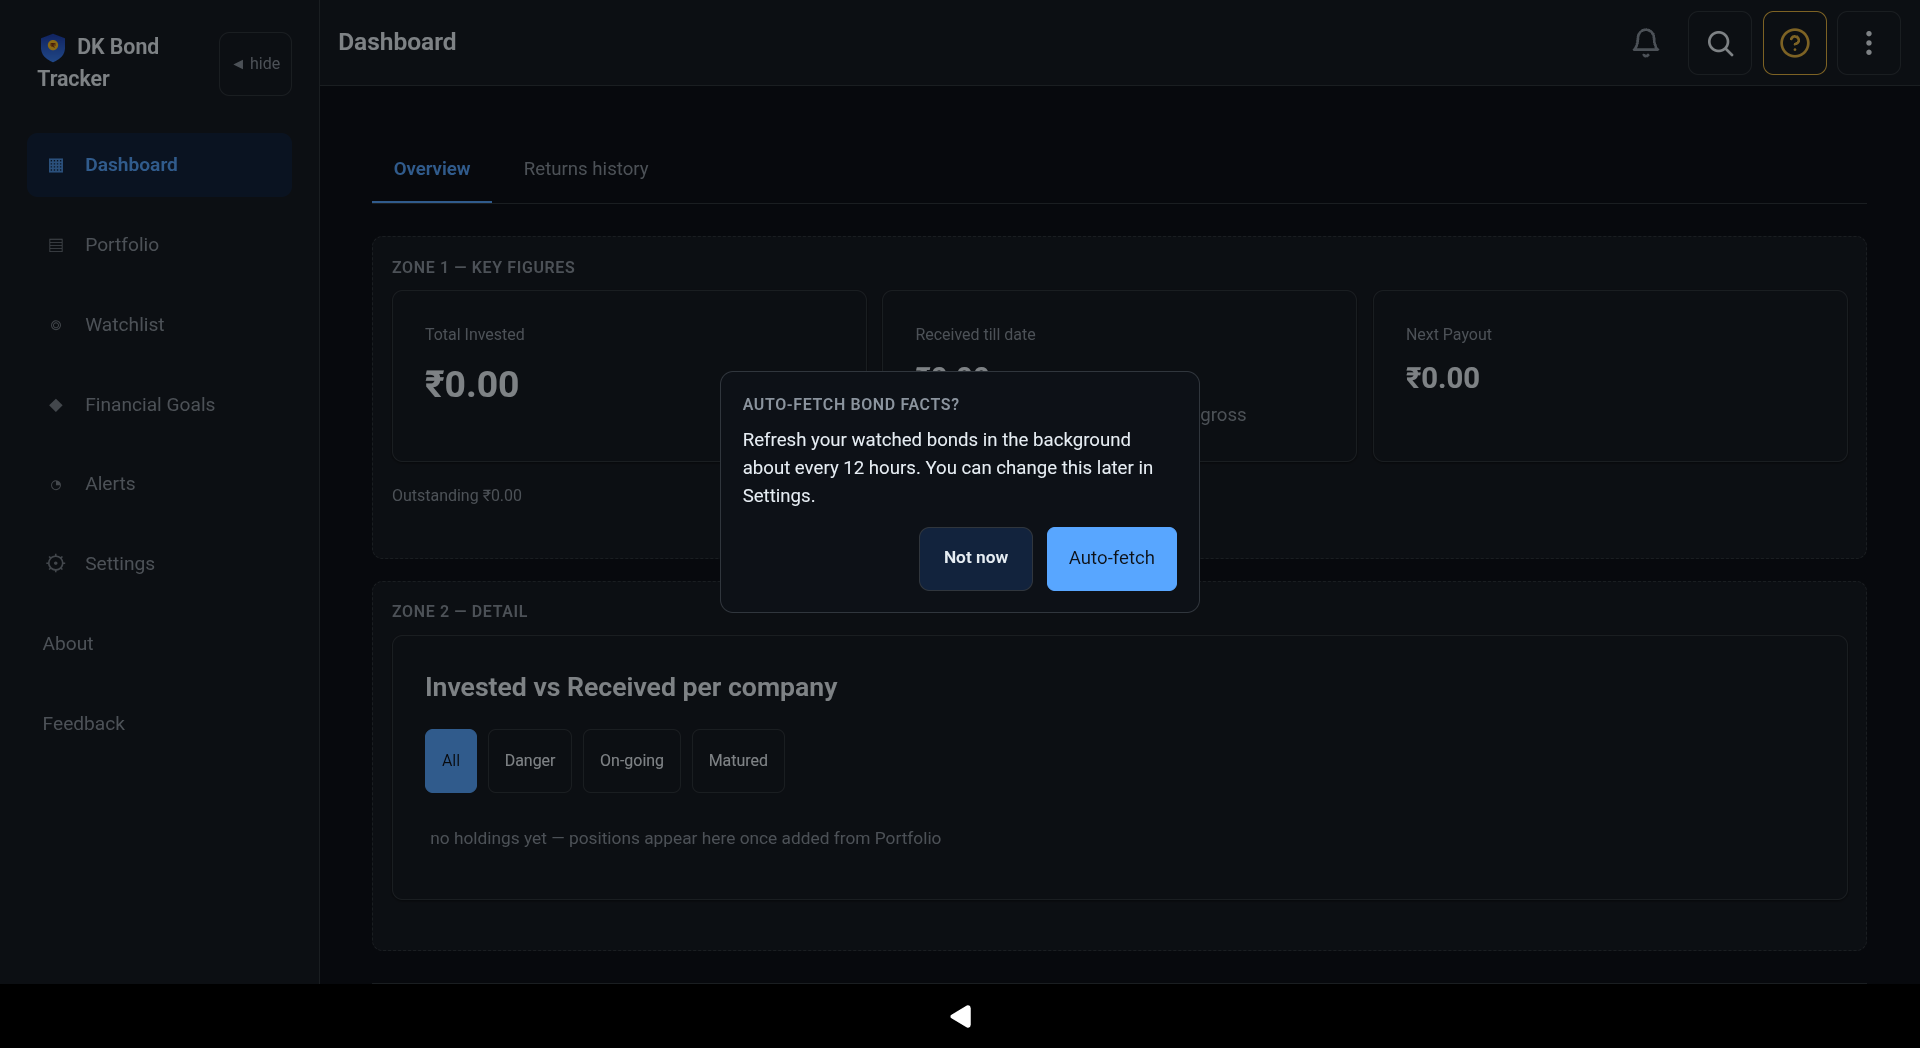 DK Bond
Tracker
◄ hide
Dashboard
Dashboard
Portfolio
Watchlist
Financial Goals
Alerts
Settings
About
Feedback
Overview
Returns history
ZONE 1 — KEY FIGURES
Total Invested
₹0.00
Received till date
gross
Next Payout
₹0.00
Outstanding ₹0.00
AUTO-FETCH BOND FACTS?
Refresh your watched bonds in the background
about every 12 hours. You can change this later in
Settings.
Not now
Auto-fetch
ZONE 2 — DETAIL
Invested vs Received per company
All
Danger
On-going
Matured
no holdings yet — positions appear here once added from Portfolio